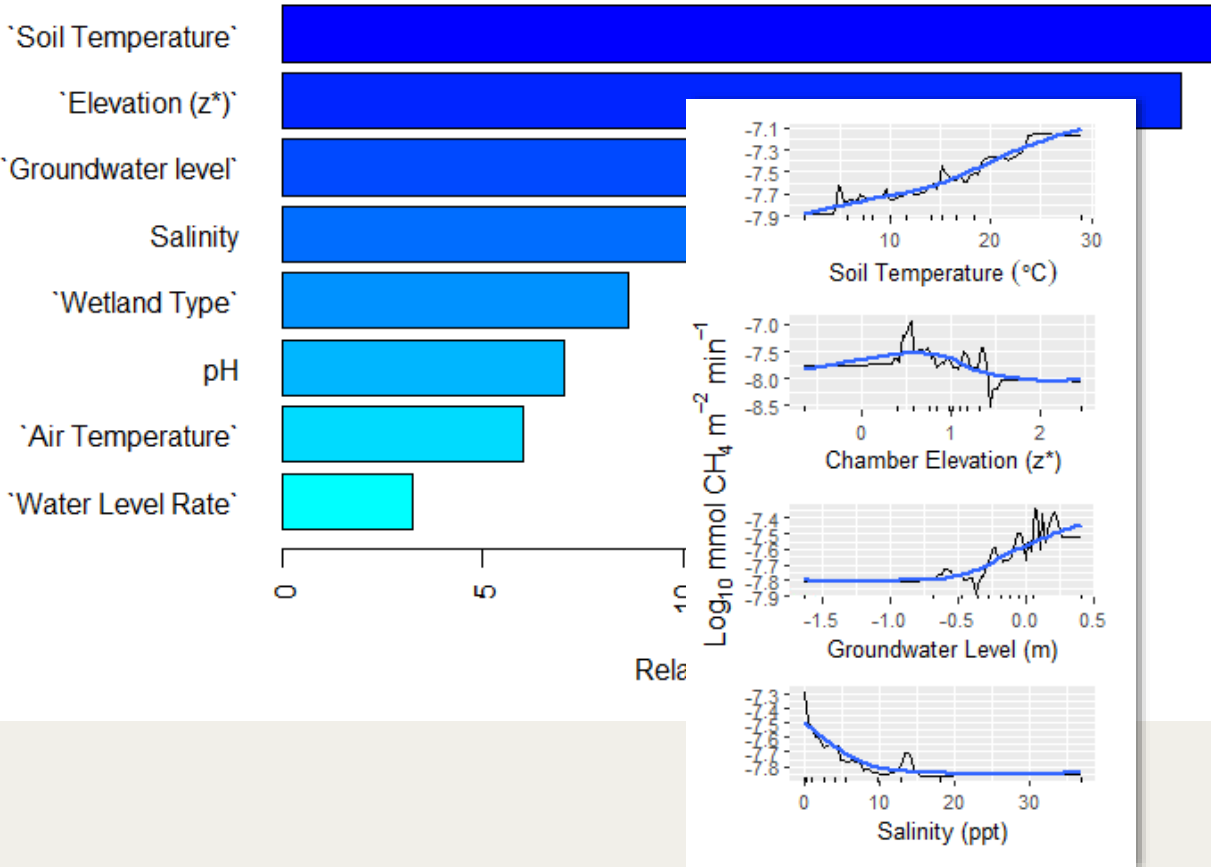 `Soil Temperature`
`Elevation (z*)`
`Groundwater level`
Salinity
`Wetland Type`
pH
`Air Temperature`
`Water Level Rate`
0
5
10
Rela
Log10 mmol CH4 m−2 min−1
-7.1
-7.3
-7.5
-7.7
-7.9
10 20 30
Soil Temperature (°C)
-7.0
-7.5
-8.0
-8.5
0 1 2
Chamber Elevation (z*)
-7.4
-7.5
-7.6
-7.7
-7.8
-7.9
-1.5 -1.0 -0.5 0.0 0.5
Groundwater Level (m)
-7.3
-7.4
-7.5
-7.6
-7.7
-7.8
0 10 20 30
Salinity (ppt)